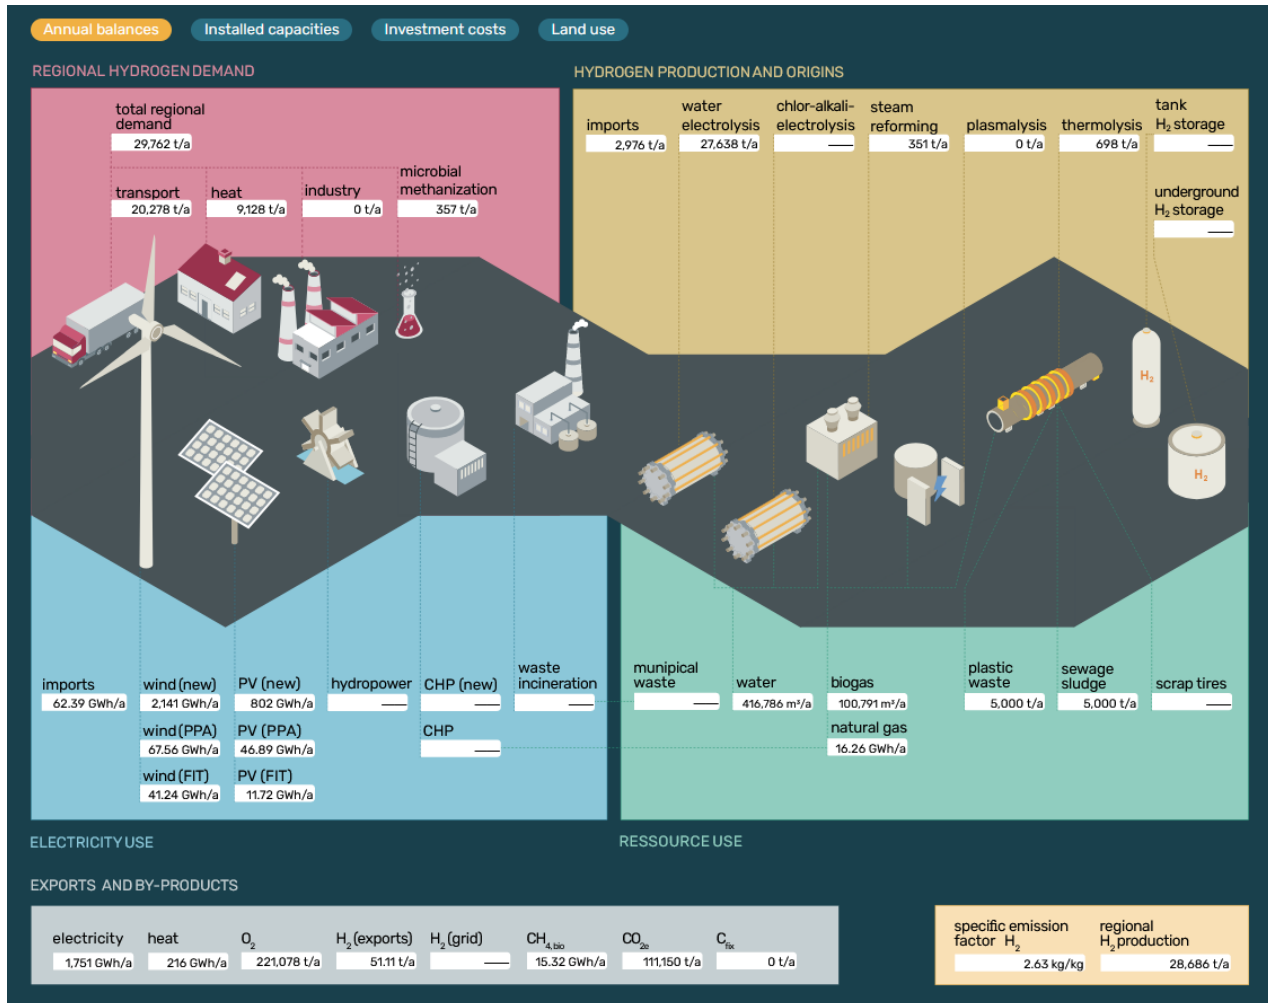 Annual balances
Installed capacities
Investment costs
Land use
REGIONAL HYDROGEN DEMAND
total regional
demand
29,762 t/a
transport
20,278 t/a
heat
9,128 t/a
industry
0 t/a
microbial
methanization
357 t/a
HYDROGEN PRODUCTION AND ORIGINS
imports
2,976 t/a
water
electrolysis
27,638 t/a
chlor-alkali-
electrolysis
steam
reforming
351 t/a
plasmalysis
0 t/a
thermolysis
698 t/a
tank
H₂ storage
underground
H₂ storage
H₂
H₂
imports
62.39 GWh/a
wind (new)
2,141 GWh/a
wind (PPA)
67.56 GWh/a
wind (FIT)
41.24 GWh/a
PV (new)
802 GWh/a
PV (PPA)
46.89 GWh/a
PV (FIT)
11.72 GWh/a
hydropower
CHP (new)
CHP
waste
incineration
ELECTRICITY USE
munipical
waste
water
416,786 m³/a
biogas
100,791 m³/a
natural gas
16.26 GWh/a
plastic
waste
5,000 t/a
sewage
sludge
5,000 t/a
scrap tires
RESSOURCE USE
EXPORTS AND BY-PRODUCTS
electricity
1,751 GWh/a
heat
216 GWh/a
O₂
221,078 t/a
H₂ (exports)
51.11 t/a
H₂ (grid)
CH₄,bio
15.32 GWh/a
CO₂e
111,150 t/a
C fix
0 t/a
specific emission
factor H₂
2.63 kg/kg
regional
H₂ production
28,686 t/a